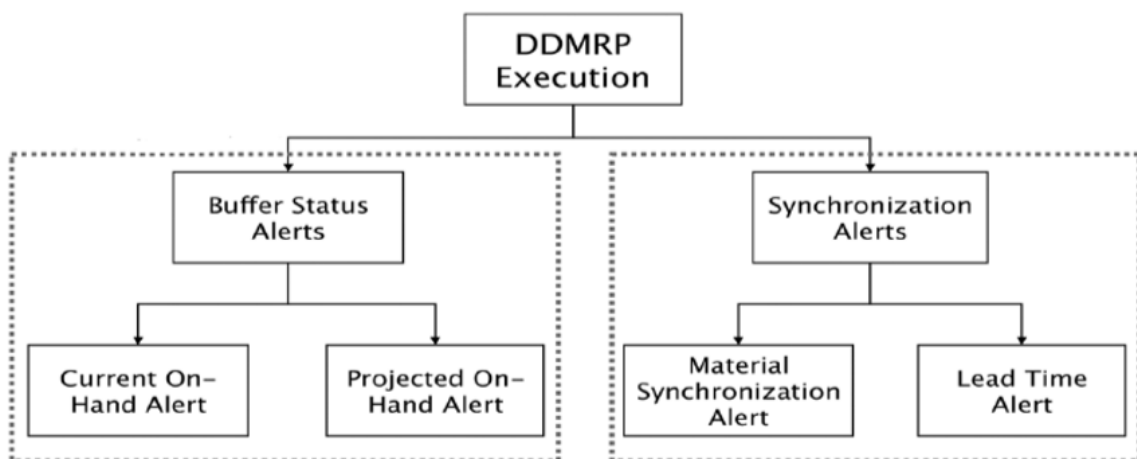 DDMRP
Execution
Buffer Status
Alerts
Synchronization
Alerts
Current On-
Hand Alert
Projected On-
Hand Alert
Material
Synchronization
Alert
Lead Time
Alert